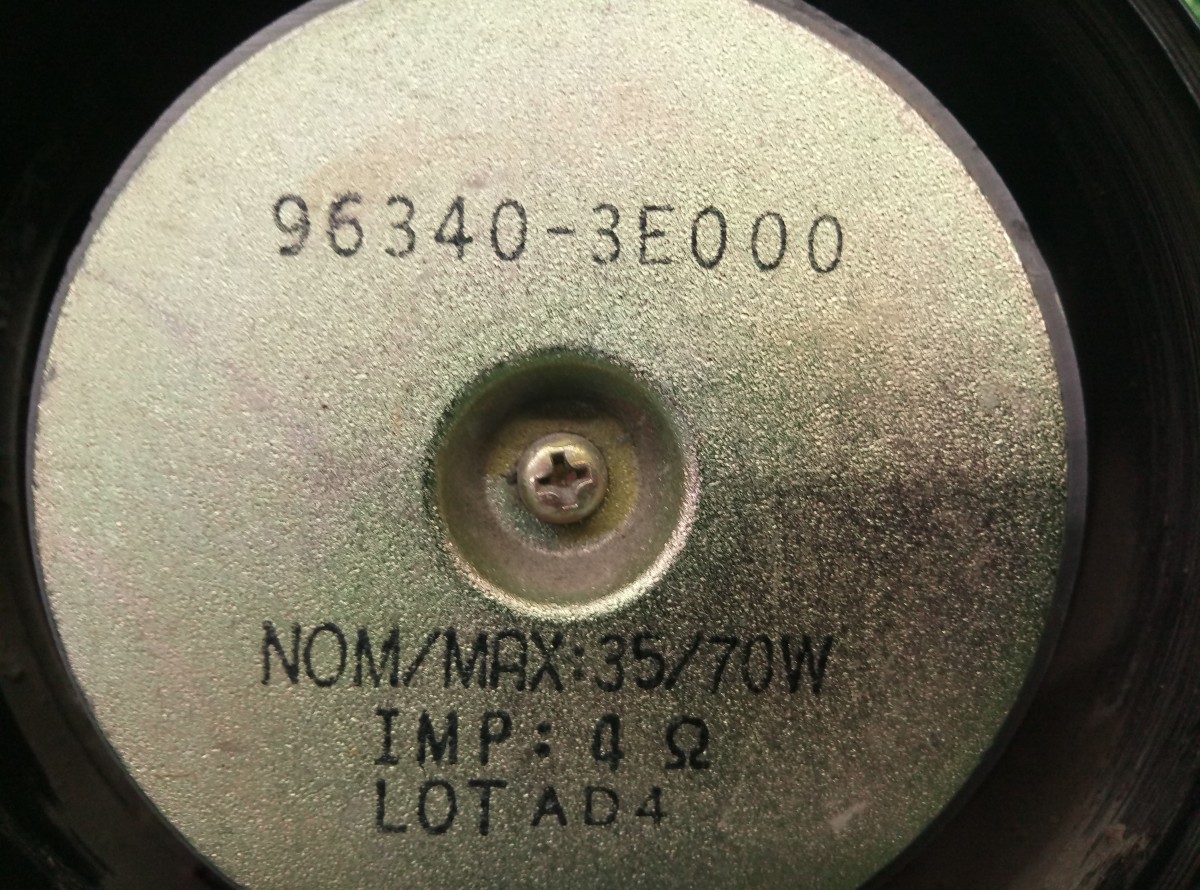 96340-3E000
NOM/MAX:35/70W
IMP: 4 Ω
LOT AD4